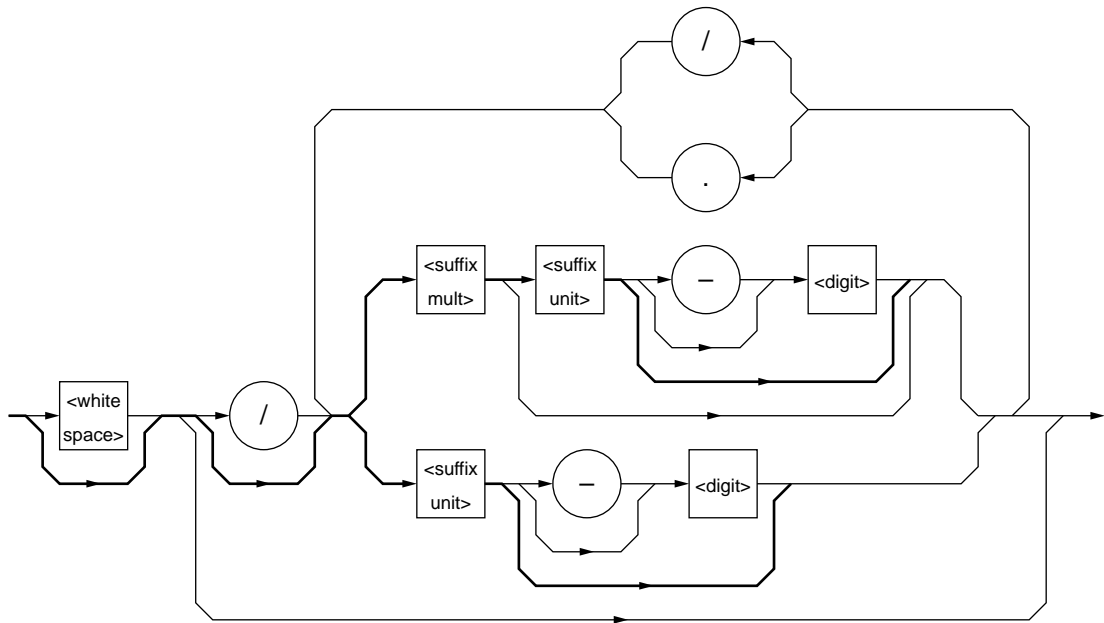 /
.
<suffix
mult>
<suffix
unit>
–
<digit>
<white
space>
/
<suffix
unit>
–
<digit>